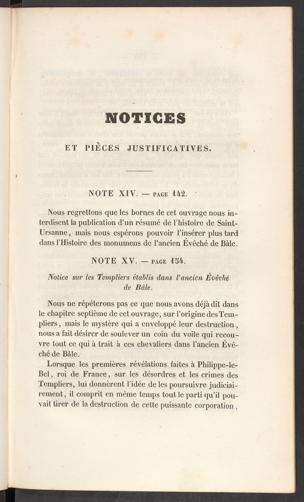 NOTICES
ET PIÈCES JUSTIFICATIVES.
NOTE XIV. — PAGE 142.
Nous regrettons que les bornes de cet ouvrage nous in-
terdisent la publication d'un résumé de l'histoire de Saint-
Ursanne, mais nous espérons pouvoir l'insérer plus tard
dans l'Histoire des monumens de l'ancien Évêché de Bâle.
NOTE XV. — PAGE 154.
Notice sur les Templiers établis dans l'ancien Évêché
de Bâle.
Nous ne répéterons pas ce que nous avons déjà dit dans
le chapitre septième de cet ouvrage, sur l'origine des Tem-
pliers, mais le mystère qui a enveloppé leur destruction,
nous a fait désirer de soulever un coin du voile qui recou-
vre tout ce qui à trait à ces chevaliers dans l'ancien Évê-
ché de Bâle.
Lorsque les premières révélations faites à Philippe-le-
Bel, roi de France, sur les désordres et les crimes des
Templiers, lui donnèrent l'idée de les poursuivre judiciai-
rement, il comprit en même temps tout le parti qu'il pou-
vait tirer de la destruction de cette puissante corporation,